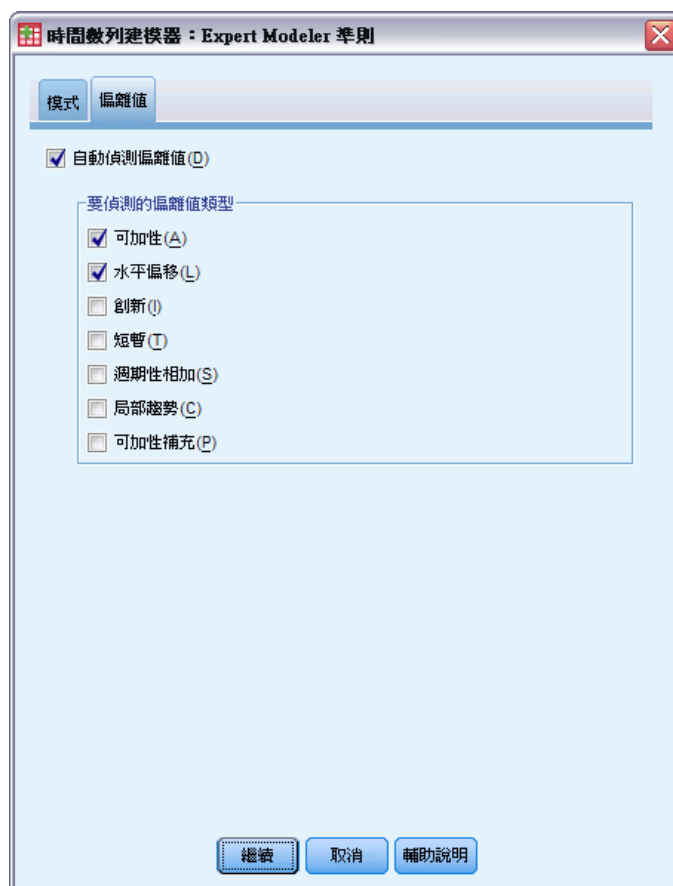 時間數列建模器：Expert Modeler 準則
模式 偏離值
自動偵測偏離值(D)
要偵測的偏離值類型
可加性(A)
水平偏移(L)
創新(I)
短暫(T)
週期性相加(S)
局部趨勢(C)
可加性補充(P)
繼續 取消 輔助說明